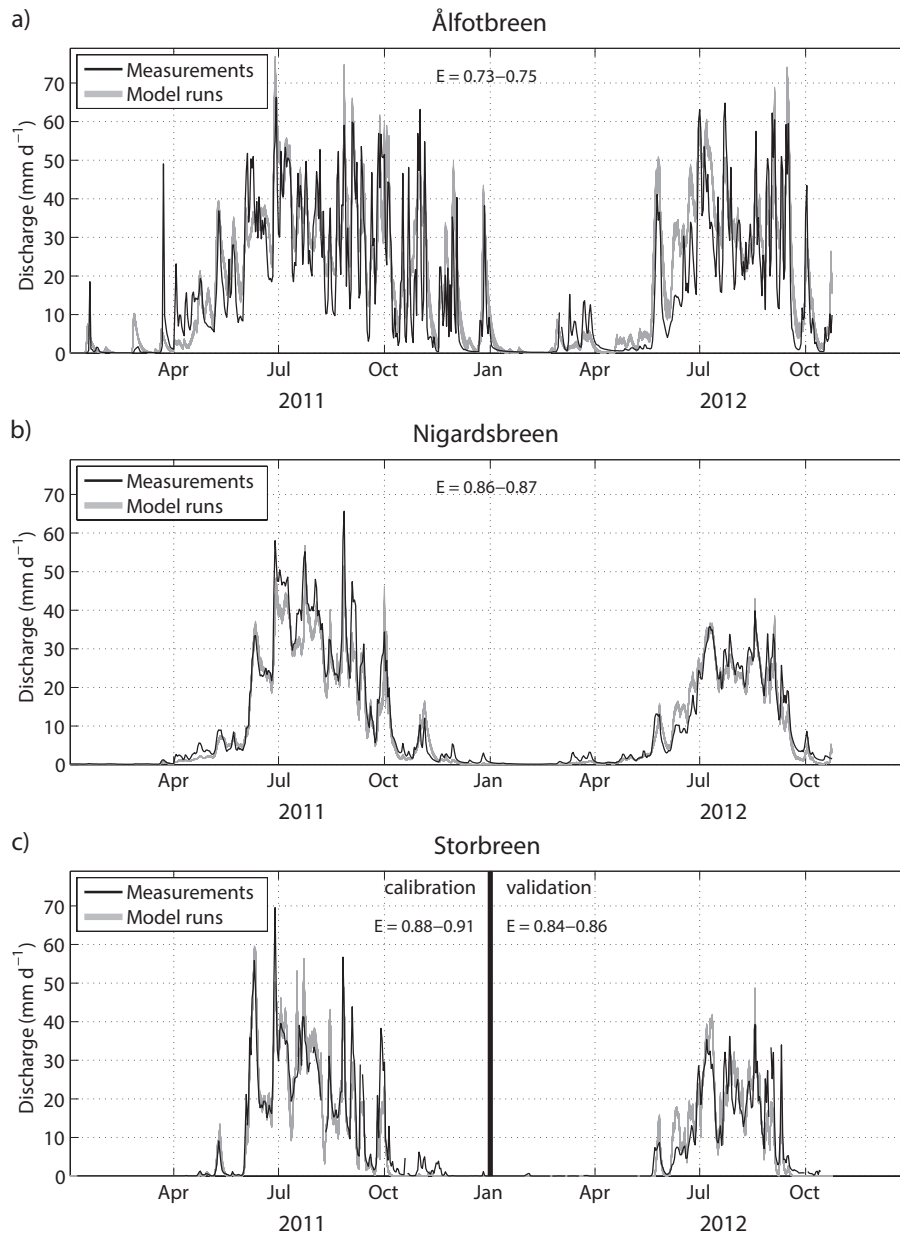 a)
Ålfotbreen
Measurements
Model runs
E = 0.73–0.75
Discharge (mm d⁻¹)
70
60
50
40
30
20
10
0
Apr Jul Oct Jan Apr Jul Oct
2011 2012
b)
Nigardsbreen
Measurements
Model runs
E = 0.86–0.87
Discharge (mm d⁻¹)
70
60
50
40
30
20
10
0
Apr Jul Oct Jan Apr Jul Oct
2011 2012
c)
Storbreen
Measurements
Model runs
calibration validation
E = 0.88–0.91 E = 0.84–0.86
Discharge (mm d⁻¹)
70
60
50
40
30
20
10
0
Apr Jul Oct Jan Apr Jul Oct
2011 2012